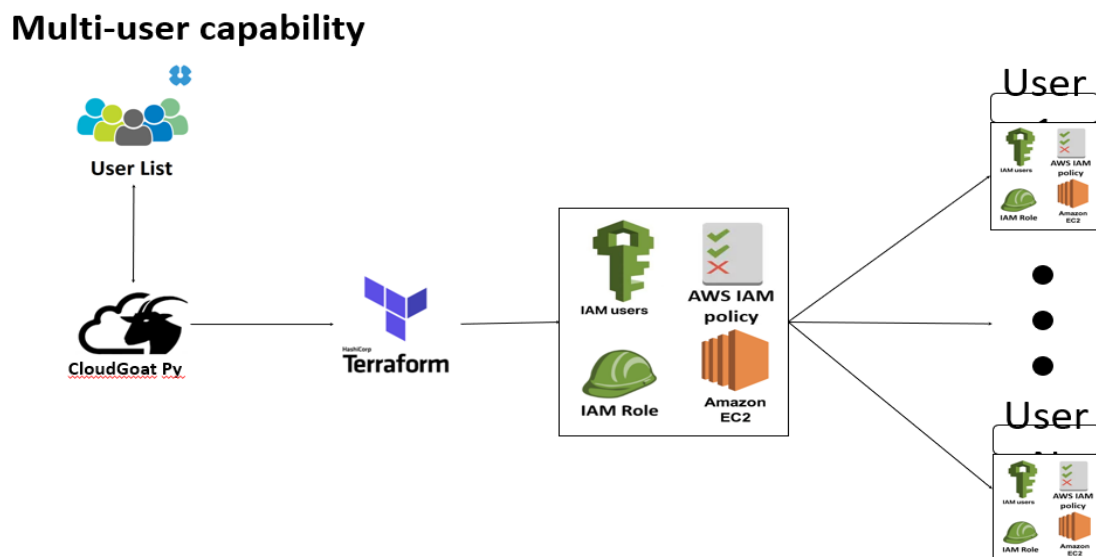 Multi-user capability
User List
CloudGoat Py
HashiCorp
Terraform
IAM users
AWS IAM
policy
IAM Role
Amazon
EC2
User
IAM users
AWS IAM
policy
IAM Role
Amazon
EC2
User
IAM users
AWS IAM
policy
IAM Role
Amazon
EC2